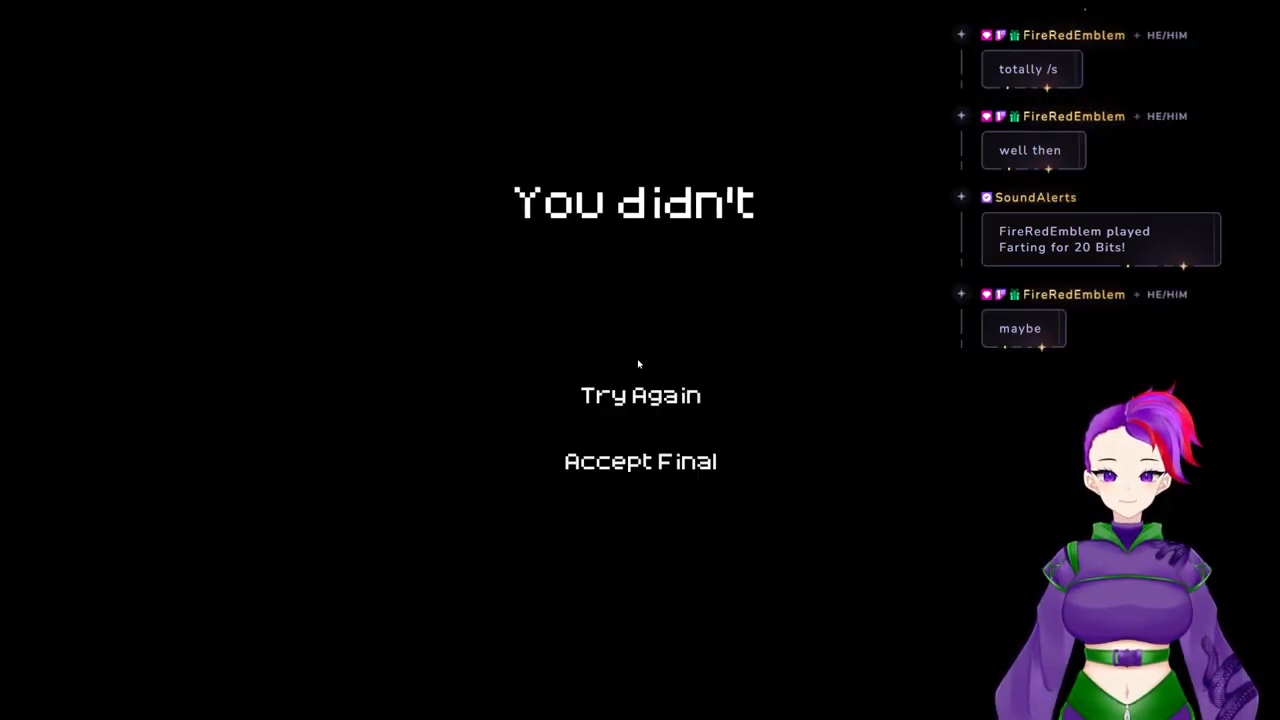 You didn't
Try Again
Accept Final
FireRedEmblem HE/HIM
totally /s
FireRedEmblem HE/HIM
well then
SoundAlerts
FireRedEmblem played
Farting for 20 Bits!
FireRedEmblem HE/HIM
maybe